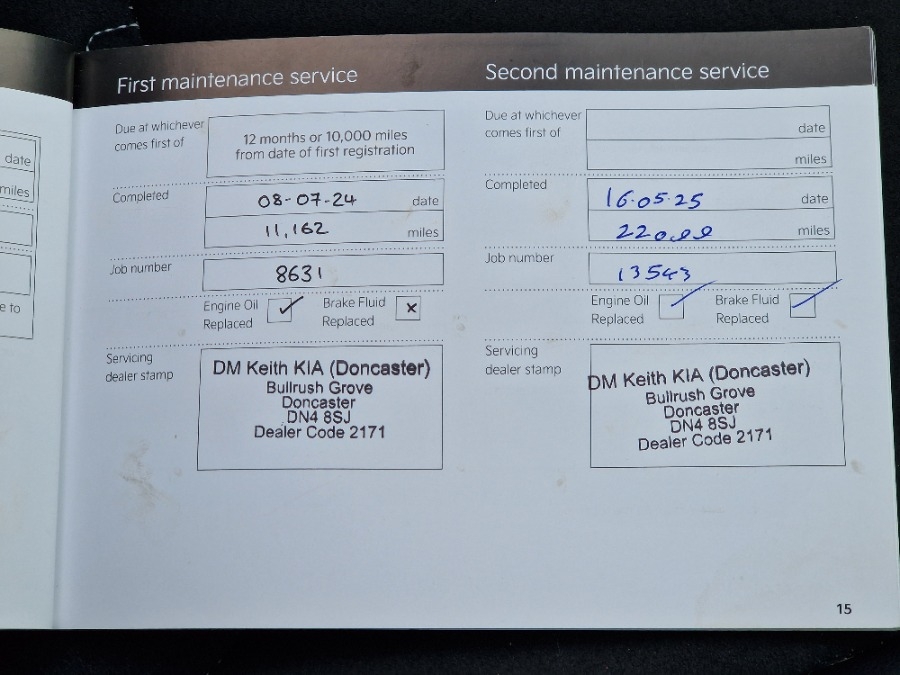 date
miles
e to
First maintenance service
Due at whichever
comes first of
12 months or 10,000 miles
from date of first registration
Completed
08-07-24 date
11,162 miles
Job number
8631
Engine Oil
Replaced
Brake Fluid
Replaced
Servicing
dealer stamp
DM Keith KIA (Doncaster)
Bullrush Grove
Doncaster
DN4 8SJ
Dealer Code 2171
Second maintenance service
Due at whichever
comes first of
date
miles
Completed
16.05.25 date
miles
Job number
13543
Engine Oil
Replaced
Brake Fluid
Replaced
Servicing
dealer stamp
DM Keith KIA (Doncaster)
Bullrush Grove
Doncaster
DN4 8SJ
Dealer Code 2171
15